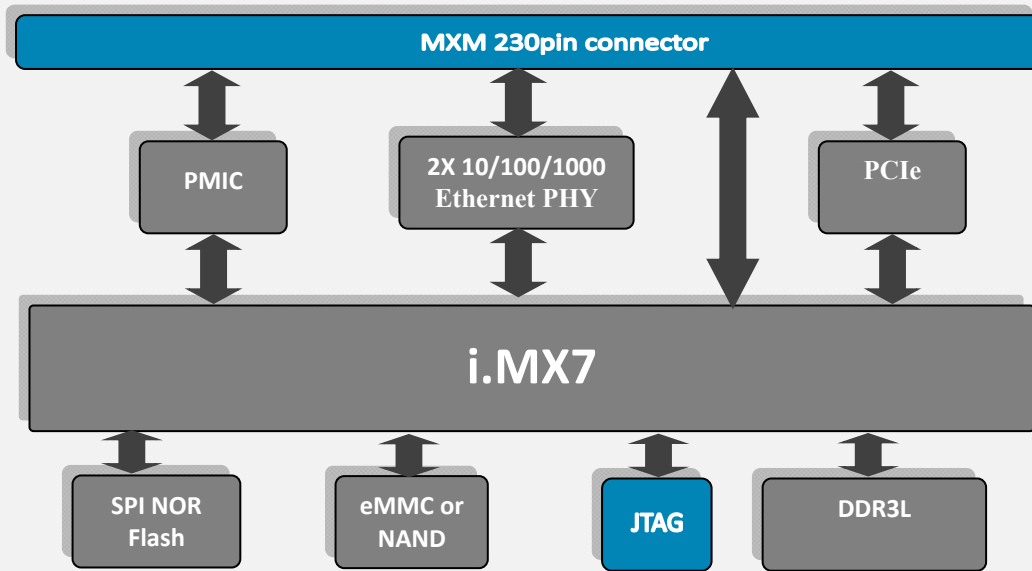 MXM 230pin connector
PMIC
2X 10/100/1000
Ethernet PHY
PCIe
i.MX7
SPI NOR
Flash
eMMC or
NAND
JTAG
DDR3L